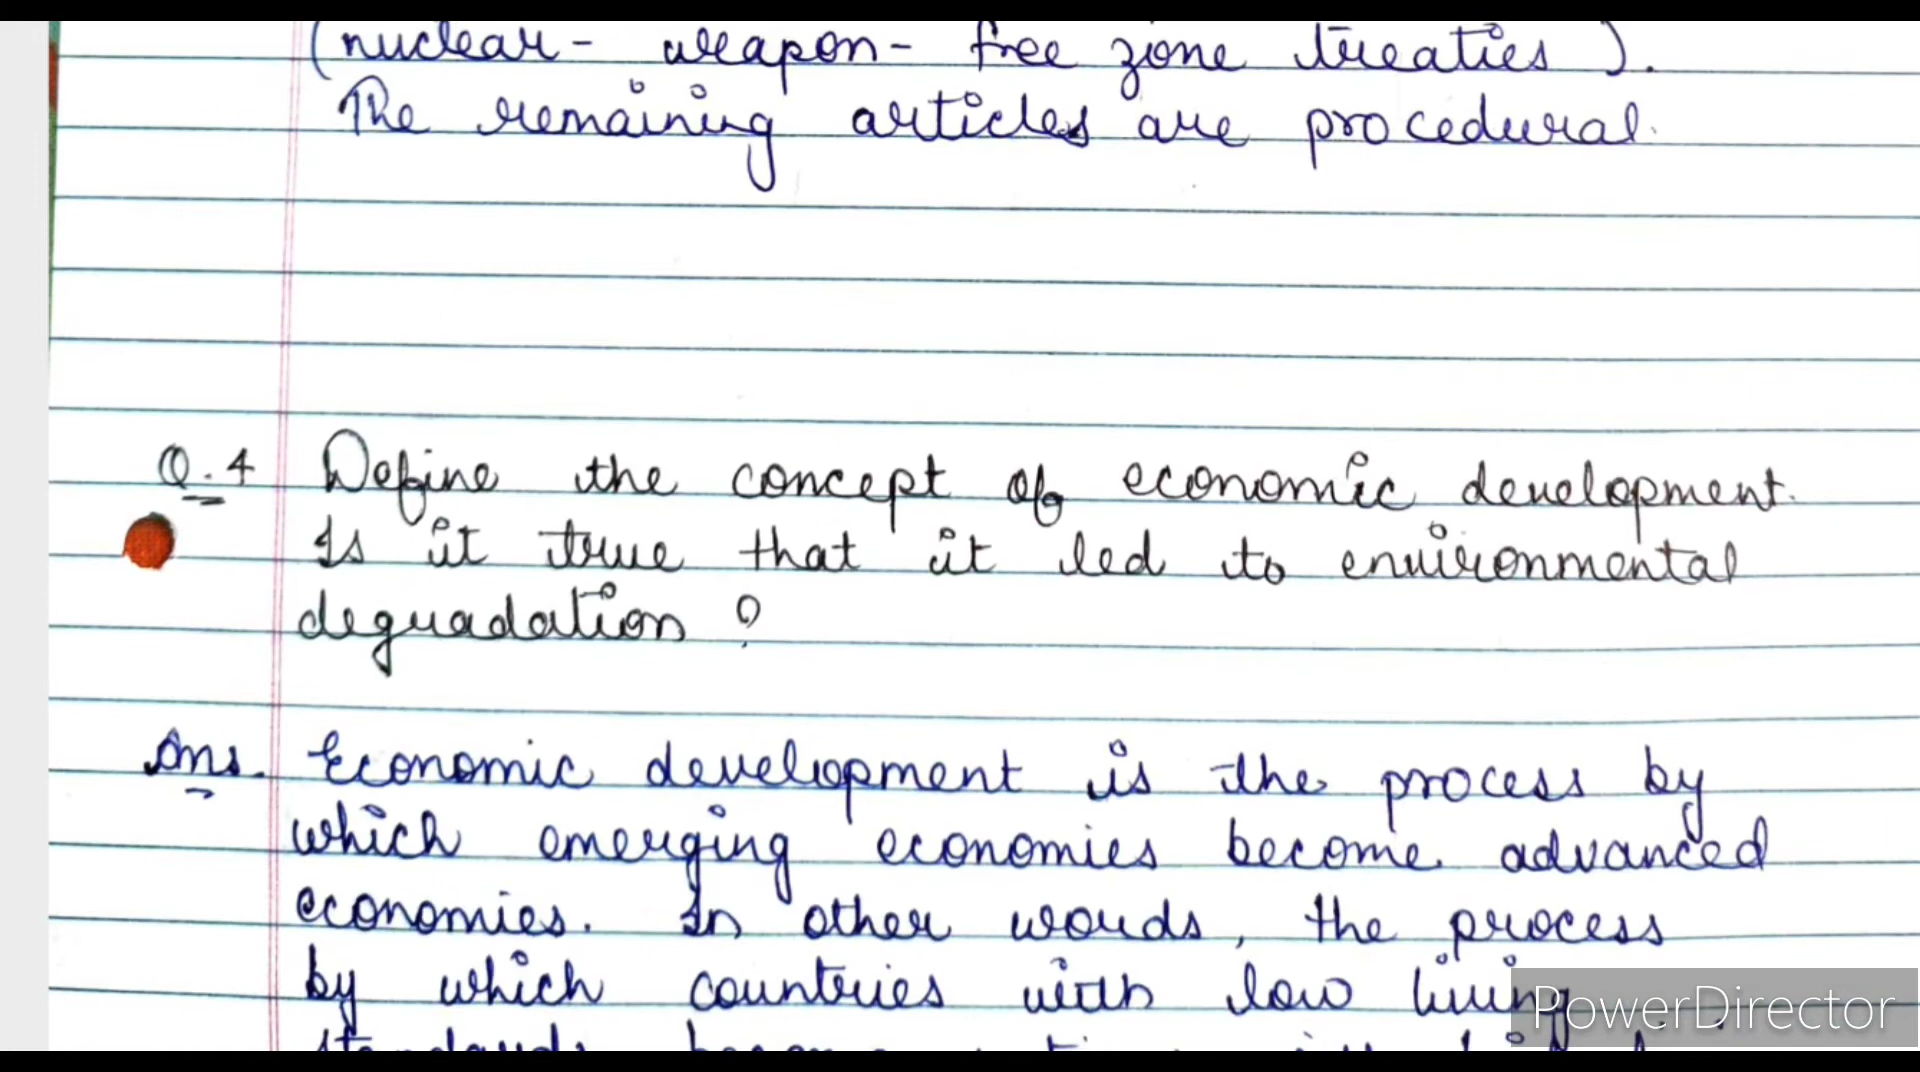 (nuclear - weapon - free zone treaties).
The remaining articles are procedural.
Q.4 Define the concept of economic development.
Is it true that it led to environmental
degradation ?
Ans. Economic development is the process by
which emerging economies become advanced
economies. In other words, the process
by which countries with low living
PowerDirector